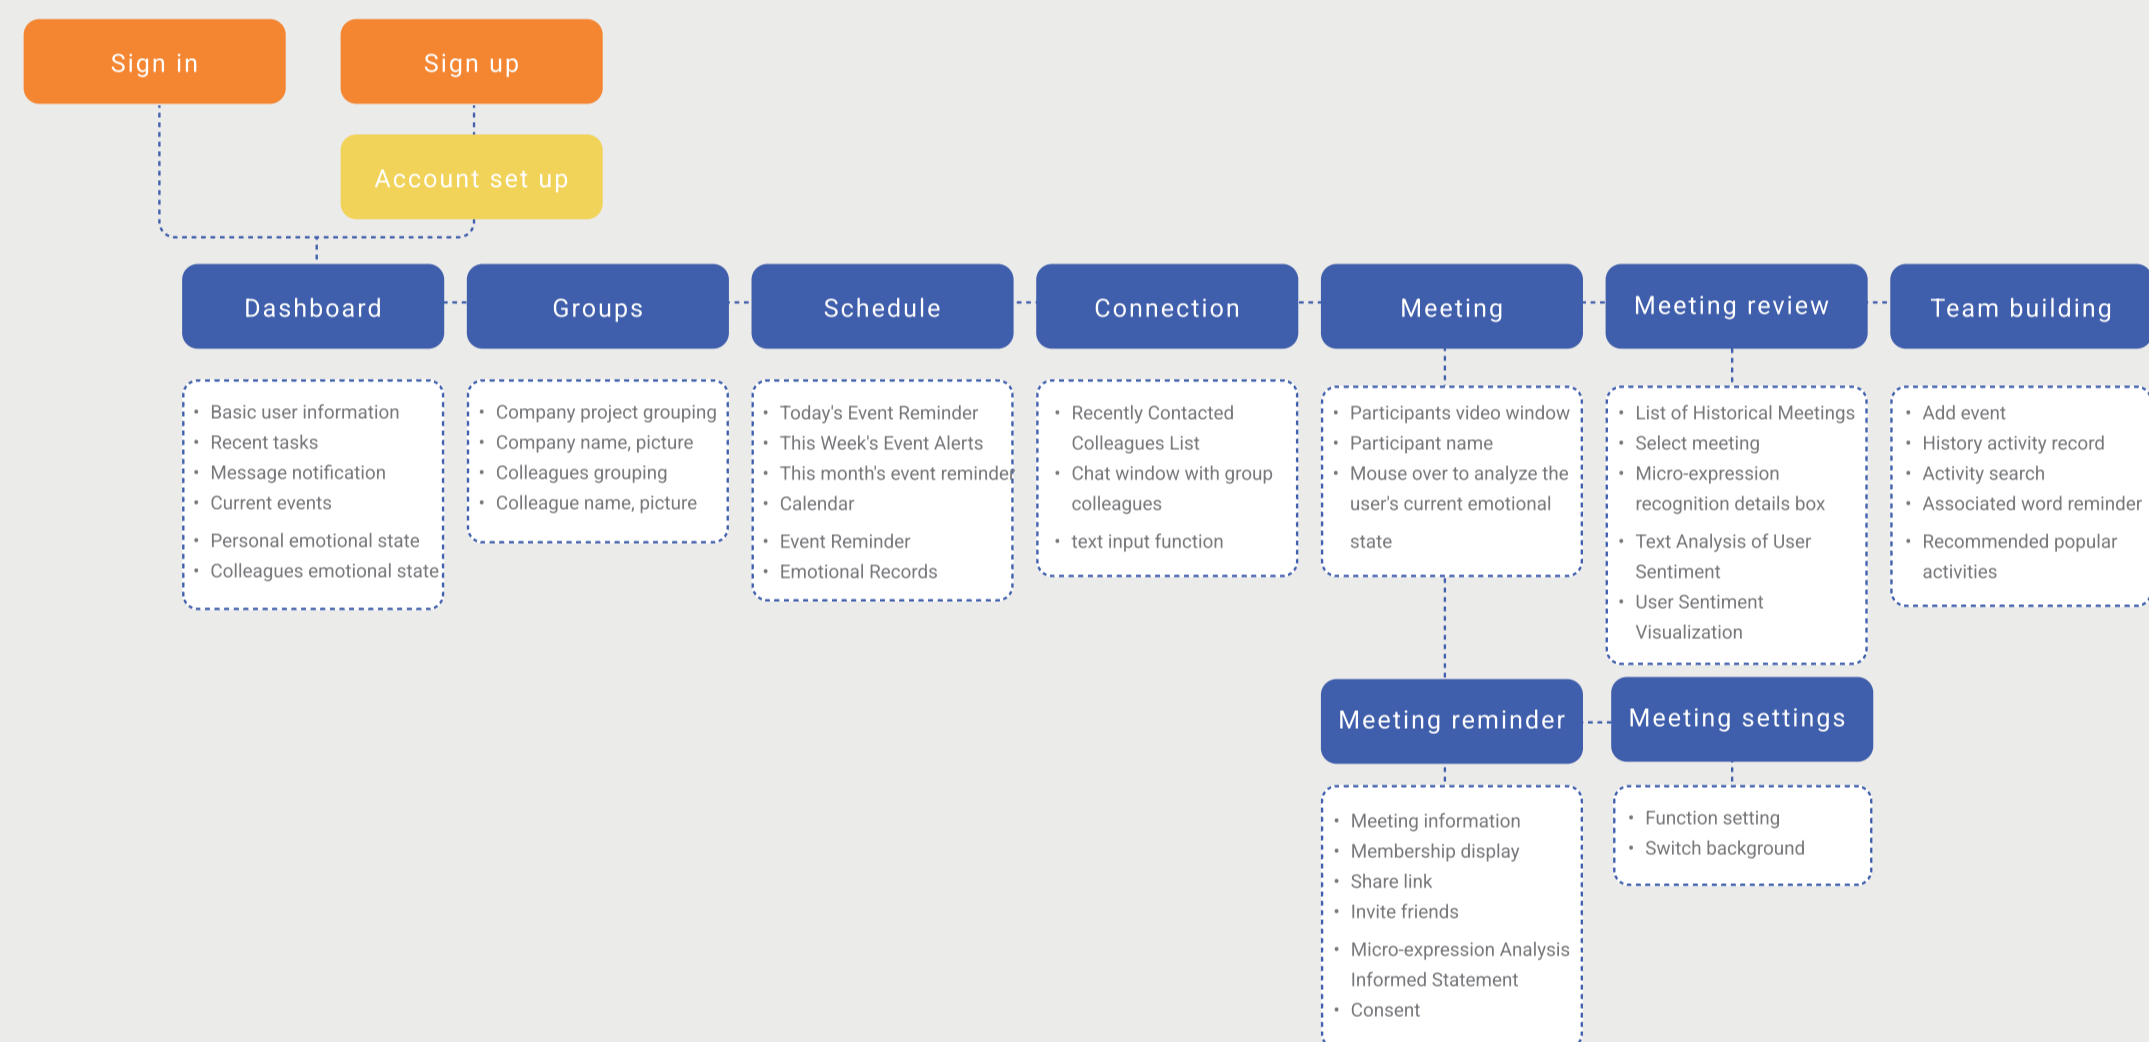 Sign in
Sign up
Account set up
Dashboard
Groups
Schedule
Connection
Meeting
Meeting review
Team building
• Basic user information
• Recent tasks
• Message notification
• Current events
• Personal emotional state
• Colleagues emotional state
• Company project grouping
• Company name, picture
• Colleagues grouping
• Colleague name, picture
• Today's Event Reminder
• This Week's Event Alerts
• This month's event reminder
• Calendar
• Event Reminder
• Emotional Records
• Recently Contacted
Colleagues List
• Chat window with group
colleagues
• text input function
• Participants video window
• Participant name
• Mouse over to analyze the
user's current emotional
state
• List of Historical Meetings
• Select meeting
• Micro-expression
recognition details box
• Text Analysis of User
Sentiment
• User Sentiment
Visualization
• Add event
• History activity record
• Activity search
• Associated word reminder
• Recommended popular
activities
Meeting reminder
Meeting settings
• Meeting information
• Membership display
• Share link
• Invite friends
• Micro-expression Analysis
Informed Statement
• Consent
• Function setting
• Switch background